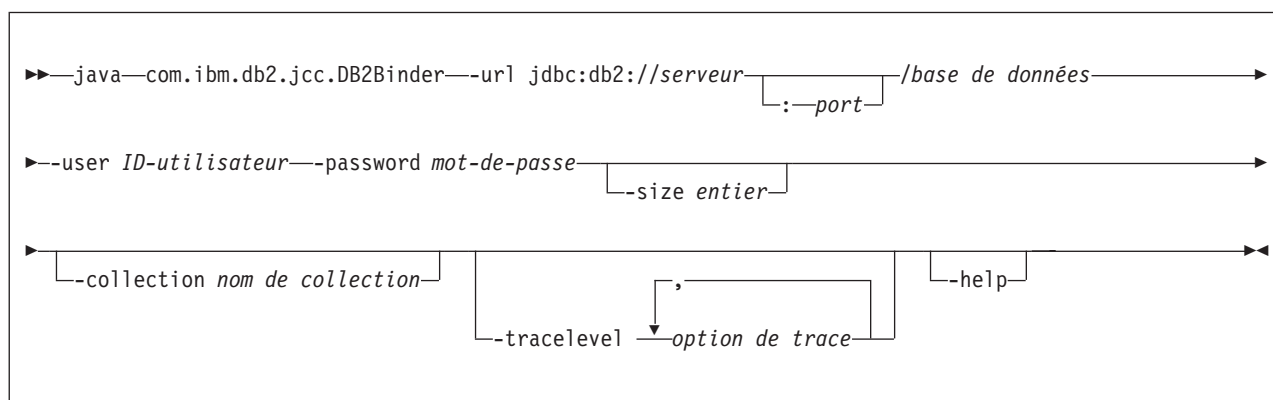 java com.ibm.db2.jcc.DB2Binder -url jdbc:db2://serveur /base de données
: port
-user ID-utilisateur -password mot-de-passe
-size entier
-collection nom de collection
,
-help
-tracelevel option de trace